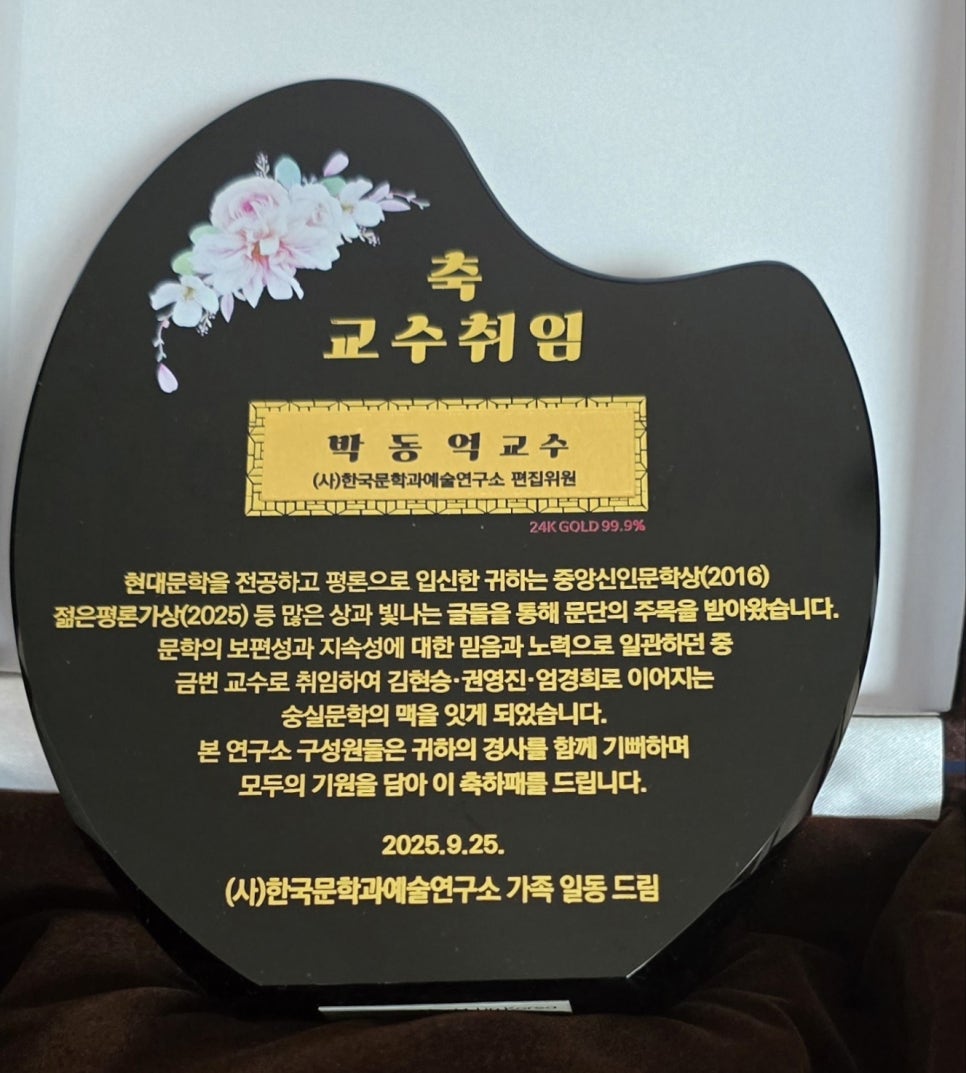 축
교수취임
박동억교수
(사)한국문학과예술연구소 편집위원
24K GOLD 99.9%
현대문학을 전공하고 평론으로 입신한 귀하는 중앙신인문학상(2016)
젊은평론가상(2025) 등 많은 상과 빛나는 글들을 통해 문단의 주목을 받아왔습니다.
문학의 보편성과 지속성에 대한 믿음과 노력으로 일관하던 중
금번 교수로 취임하여 김현승·권영진·엄경희로 이어지는
숭실문학의 맥을 잇게 되었습니다.
본 연구소 구성원들은 귀하의 경사를 함께 기뻐하며
모두의 기원을 담아 이 축하패를 드립니다.
2025.9.25.
(사)한국문학과예술연구소 가족 일동 드림